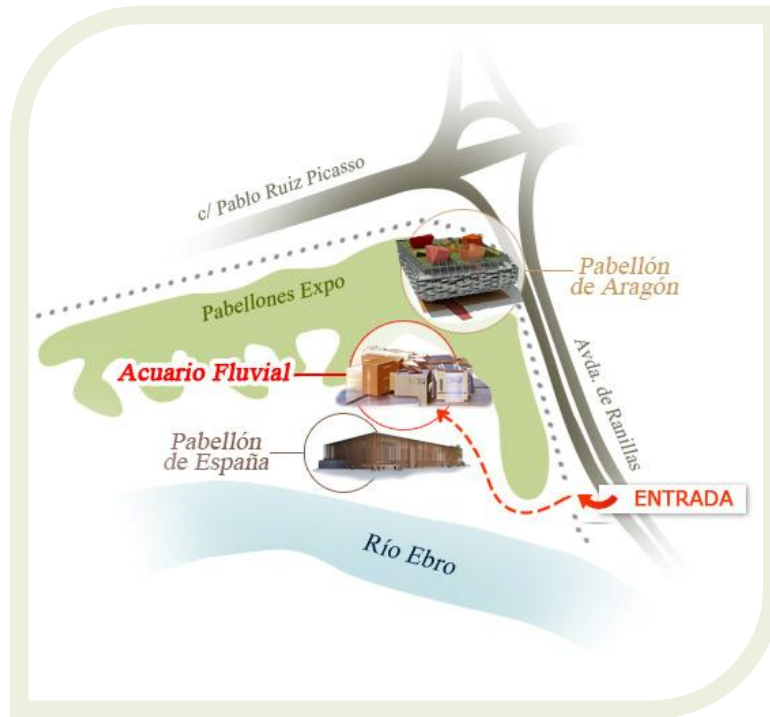 c/ Pablo Ruiz Picasso
Pabellón
de Aragón
Pabellones Expo
Avda. de Ranillas
Acuario Fluvial
Pabellón
de España
ENTRADA
Río Ebro